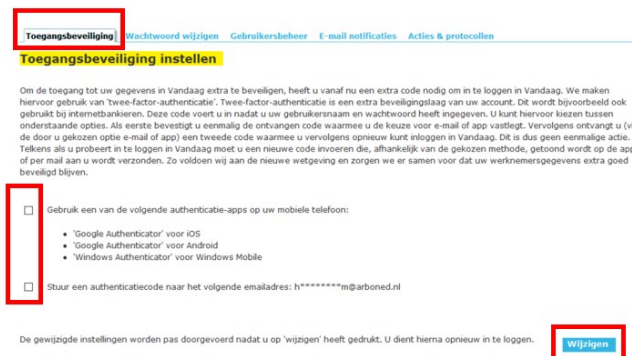 Toegangsbeveiliging Wachtwoord wijzigen Gebruikersbeheer E-mail notificaties Acties & protocollen
Toegangsbeveiliging instellen
Om de toegang tot uw gegevens in Vandaag extra te beveiligen, heeft u vanaf nu een extra code nodig om in te loggen in Vandaag. We maken
hiervoor gebruik van 'twee-factor-authenticatie'. Twee-factor-authenticatie is een extra beveiligingslaag van uw account. Dit wordt bijvoorbeeld ook
gebruikt bij internetbankieren. Deze code voert u in nadat u uw gebruikersnaam en wachtwoord heeft ingegeven. U kunt hiervoor kiezen tussen
onderstaande opties. Als eerste bevestigt u eenmalig de ontvangen code waarmee u de keuze voor e-mail of app vastlegt. Vervolgens ontvangt u (vi
de door u gekozen optie e-mail of app) een tweede code waarmee u vervolgens opnieuw kunt inloggen in Vandaag. Dit is dus geen eenmalige actie.
Telkens als u probeert in te loggen in Vandaag moet u een nieuwe code invoeren die, afhankelijk van de gekozen methode, getoond wordt op de ap
of per mail aan u wordt verzonden. Zo voldoen wij aan de nieuwe wetgeving en zorgen we er samen voor dat uw werknemersgegevens extra goed
beveiligd blijven.
Gebruik een van de volgende authenticatie-apps op uw mobiele telefoon:
• 'Google Authenticator' voor iOS
• 'Google Authenticator' voor Android
• 'Windows Authenticator' voor Windows Mobile
Stuur een authenticatiecode naar het volgende emailadres: h********m@arboned.nl
De gewijzigde instellingen worden pas doorgevoerd nadat u op 'wijzigen' heeft gedrukt. U dient hierna opnieuw in te loggen. Wijzigen